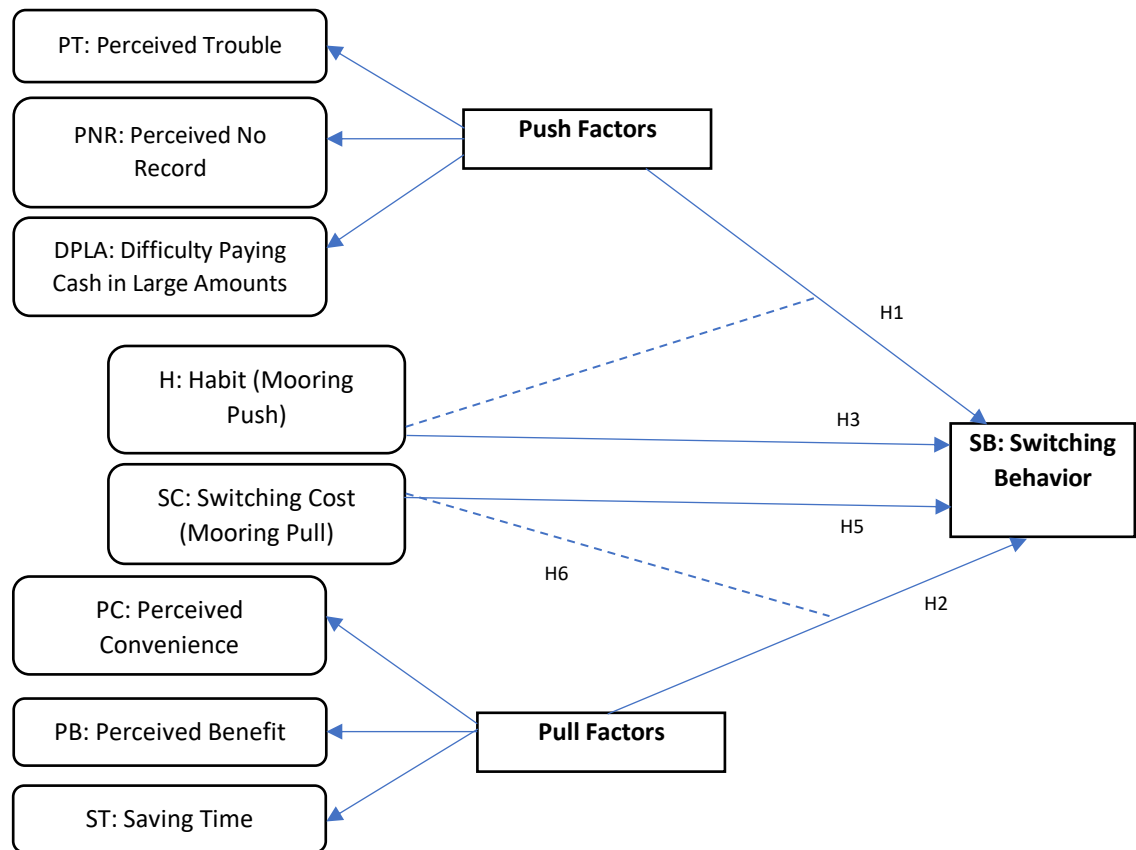 PT: Perceived Trouble
Push Factors
PNR: Perceived No
Record
DPLA: Difficulty Paying
Cash in Large Amounts
H1
H: Habit (Mooring
Push)
H3
SB: Switching
Behavior
SC: Switching Cost
(Mooring Pull)
H5
H6
H2
PC: Perceived
Convenience
PB: Perceived Benefit
Pull Factors
ST: Saving Time